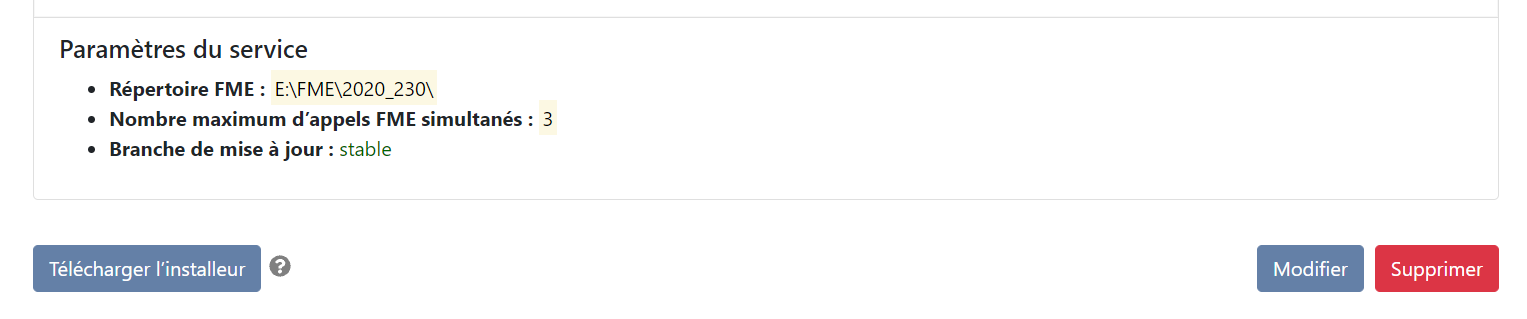 Paramètres du service
• Répertoire FME : E:\FME\2020_230\
• Nombre maximum d’appels FME simultanés : 3
• Branche de mise à jour : stable
Télécharger l’installeur ? Modifier Supprimer